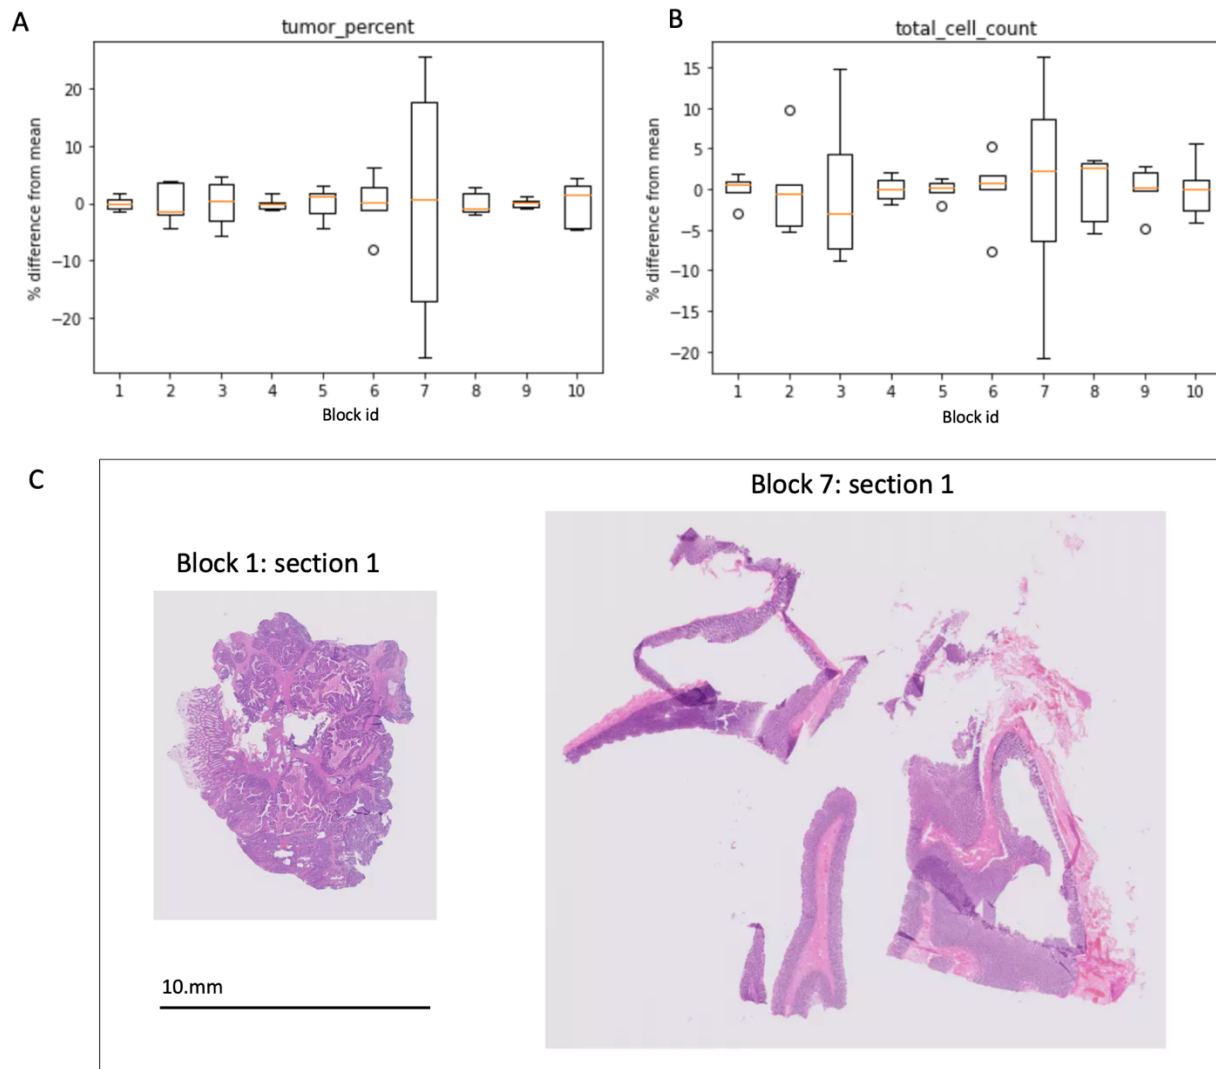 A
tumor_percent
% difference from mean
20
10
0
−10
−20
1 2 3 4 5 6 7 8 9 10
Block id
B
total_cell_count
% difference from mean
15
10
5
0
−5
−10
−15
−20
1 2 3 4 5 6 7 8 9 10
Block id
C
Block 1: section 1
Block 7: section 1
10.mm